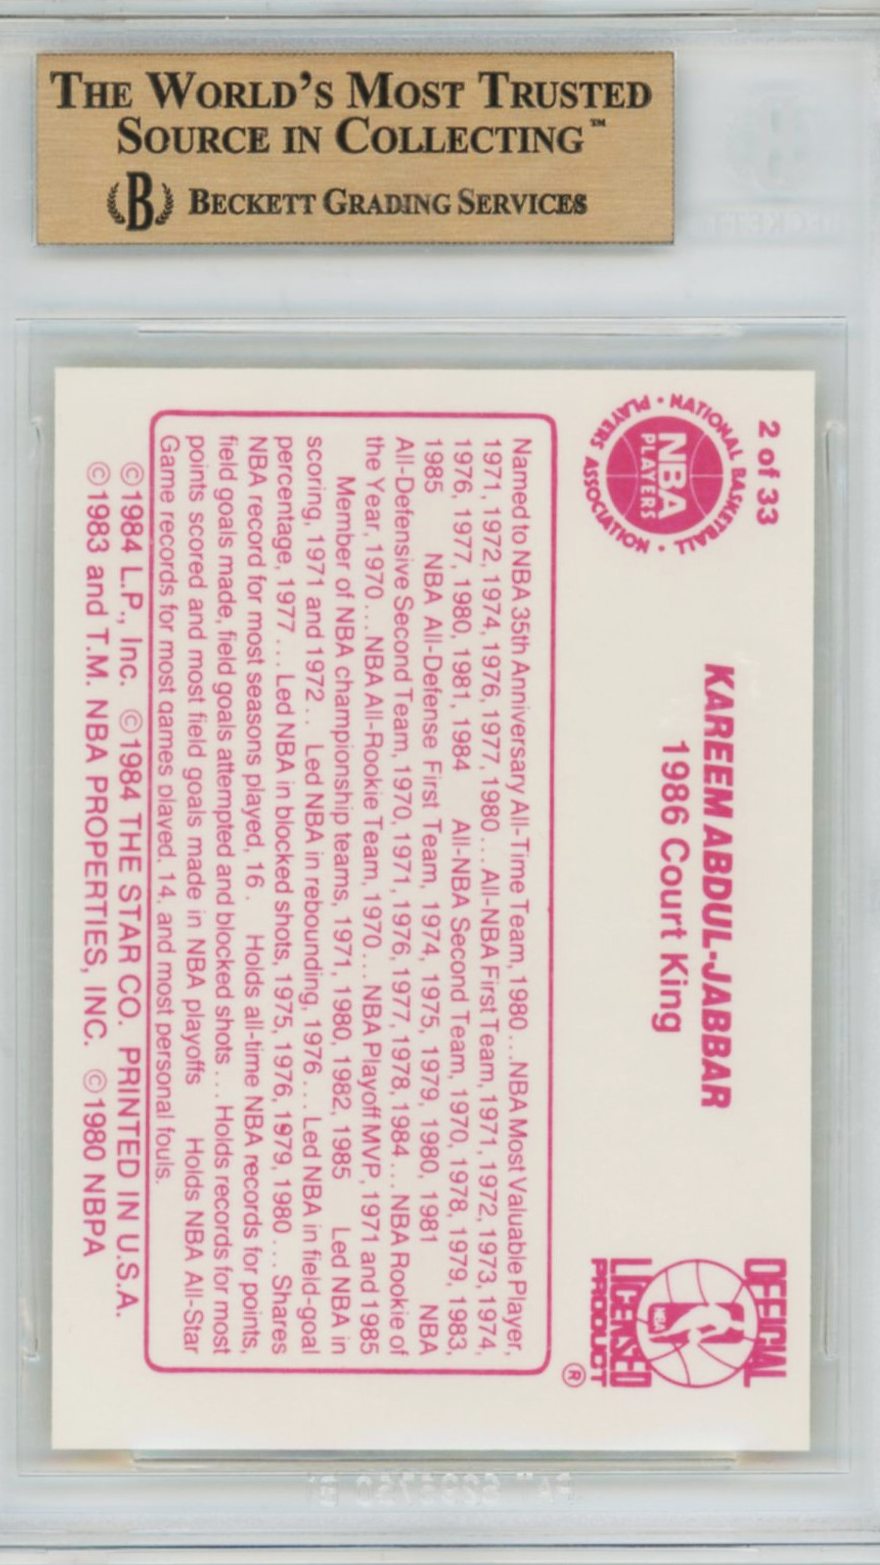 THE WORLD'S MOST TRUSTED
SOURCE IN COLLECTING™
B BECKETT GRADING SERVICES
2 of 33
NATIONAL BASKETBALL PLAYERS ASSOCIATION
NBA
PLAYERS
KAREEM ABDUL-JABBAR
1986 Court King
OFFICIAL
NBA
LICENSED
PRODUCT
®
Named to NBA 35th Anniversary All-Time Team, 1980 ... NBA Most Valuable Player,
1971, 1972, 1974, 1976, 1977, 1980 ... All-NBA First Team, 1971, 1972, 1973, 1974,
1976, 1977, 1980, 1981, 1984 All-NBA Second Team, 1970, 1978, 1979, 1983,
1985 NBA All-Defense First Team, 1974, 1975, 1979, 1980, 1981 NBA
All-Defensive Second Team, 1970, 1971, 1976, 1977, 1978, 1984 ... NBA Rookie of
the Year, 1970 ... NBA All-Rookie Team, 1970 ... NBA Playoff MVP, 1971 and 1985
Member of NBA championship teams, 1971, 1980, 1982, 1985 Led NBA in
scoring, 1971 and 1972 .. Led NBA in rebounding, 1976 ... Led NBA in field-goal
percentage, 1977 ... Led NBA in blocked shots, 1975, 1976, 1979, 1980 ... Shares
NBA record for most seasons played, 16 . Holds all-time NBA records for points,
field goals made, field goals attempted and blocked shots ... Holds records for most
points scored and most field goals made in NBA playoffs Holds NBA All-Star
Game records for most games played, 14, and most personal fouls.
©1984 L.P., Inc. ©1984 THE STAR CO. PRINTED IN U.S.A.
©1983 and T.M. NBA PROPERTIES, INC. ©1980 NBPA